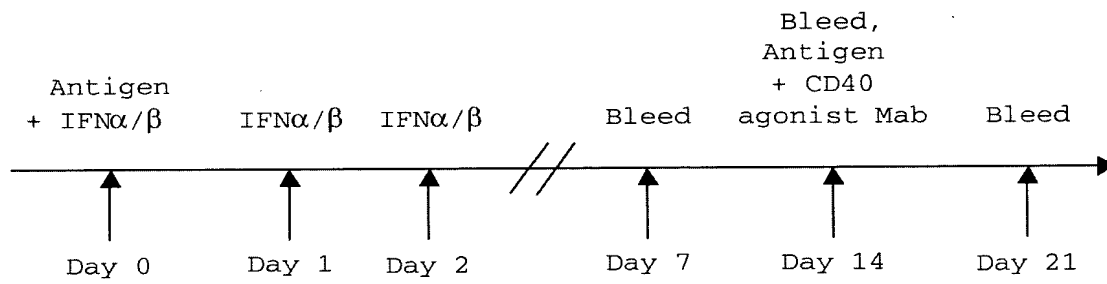 Antigen
+ IFNα/β
IFNα/β
IFNα/β
Bleed
Bleed,
Antigen
+ CD40
agonist Mab
Bleed
Day 0
Day 1
Day 2
Day 7
Day 14
Day 21